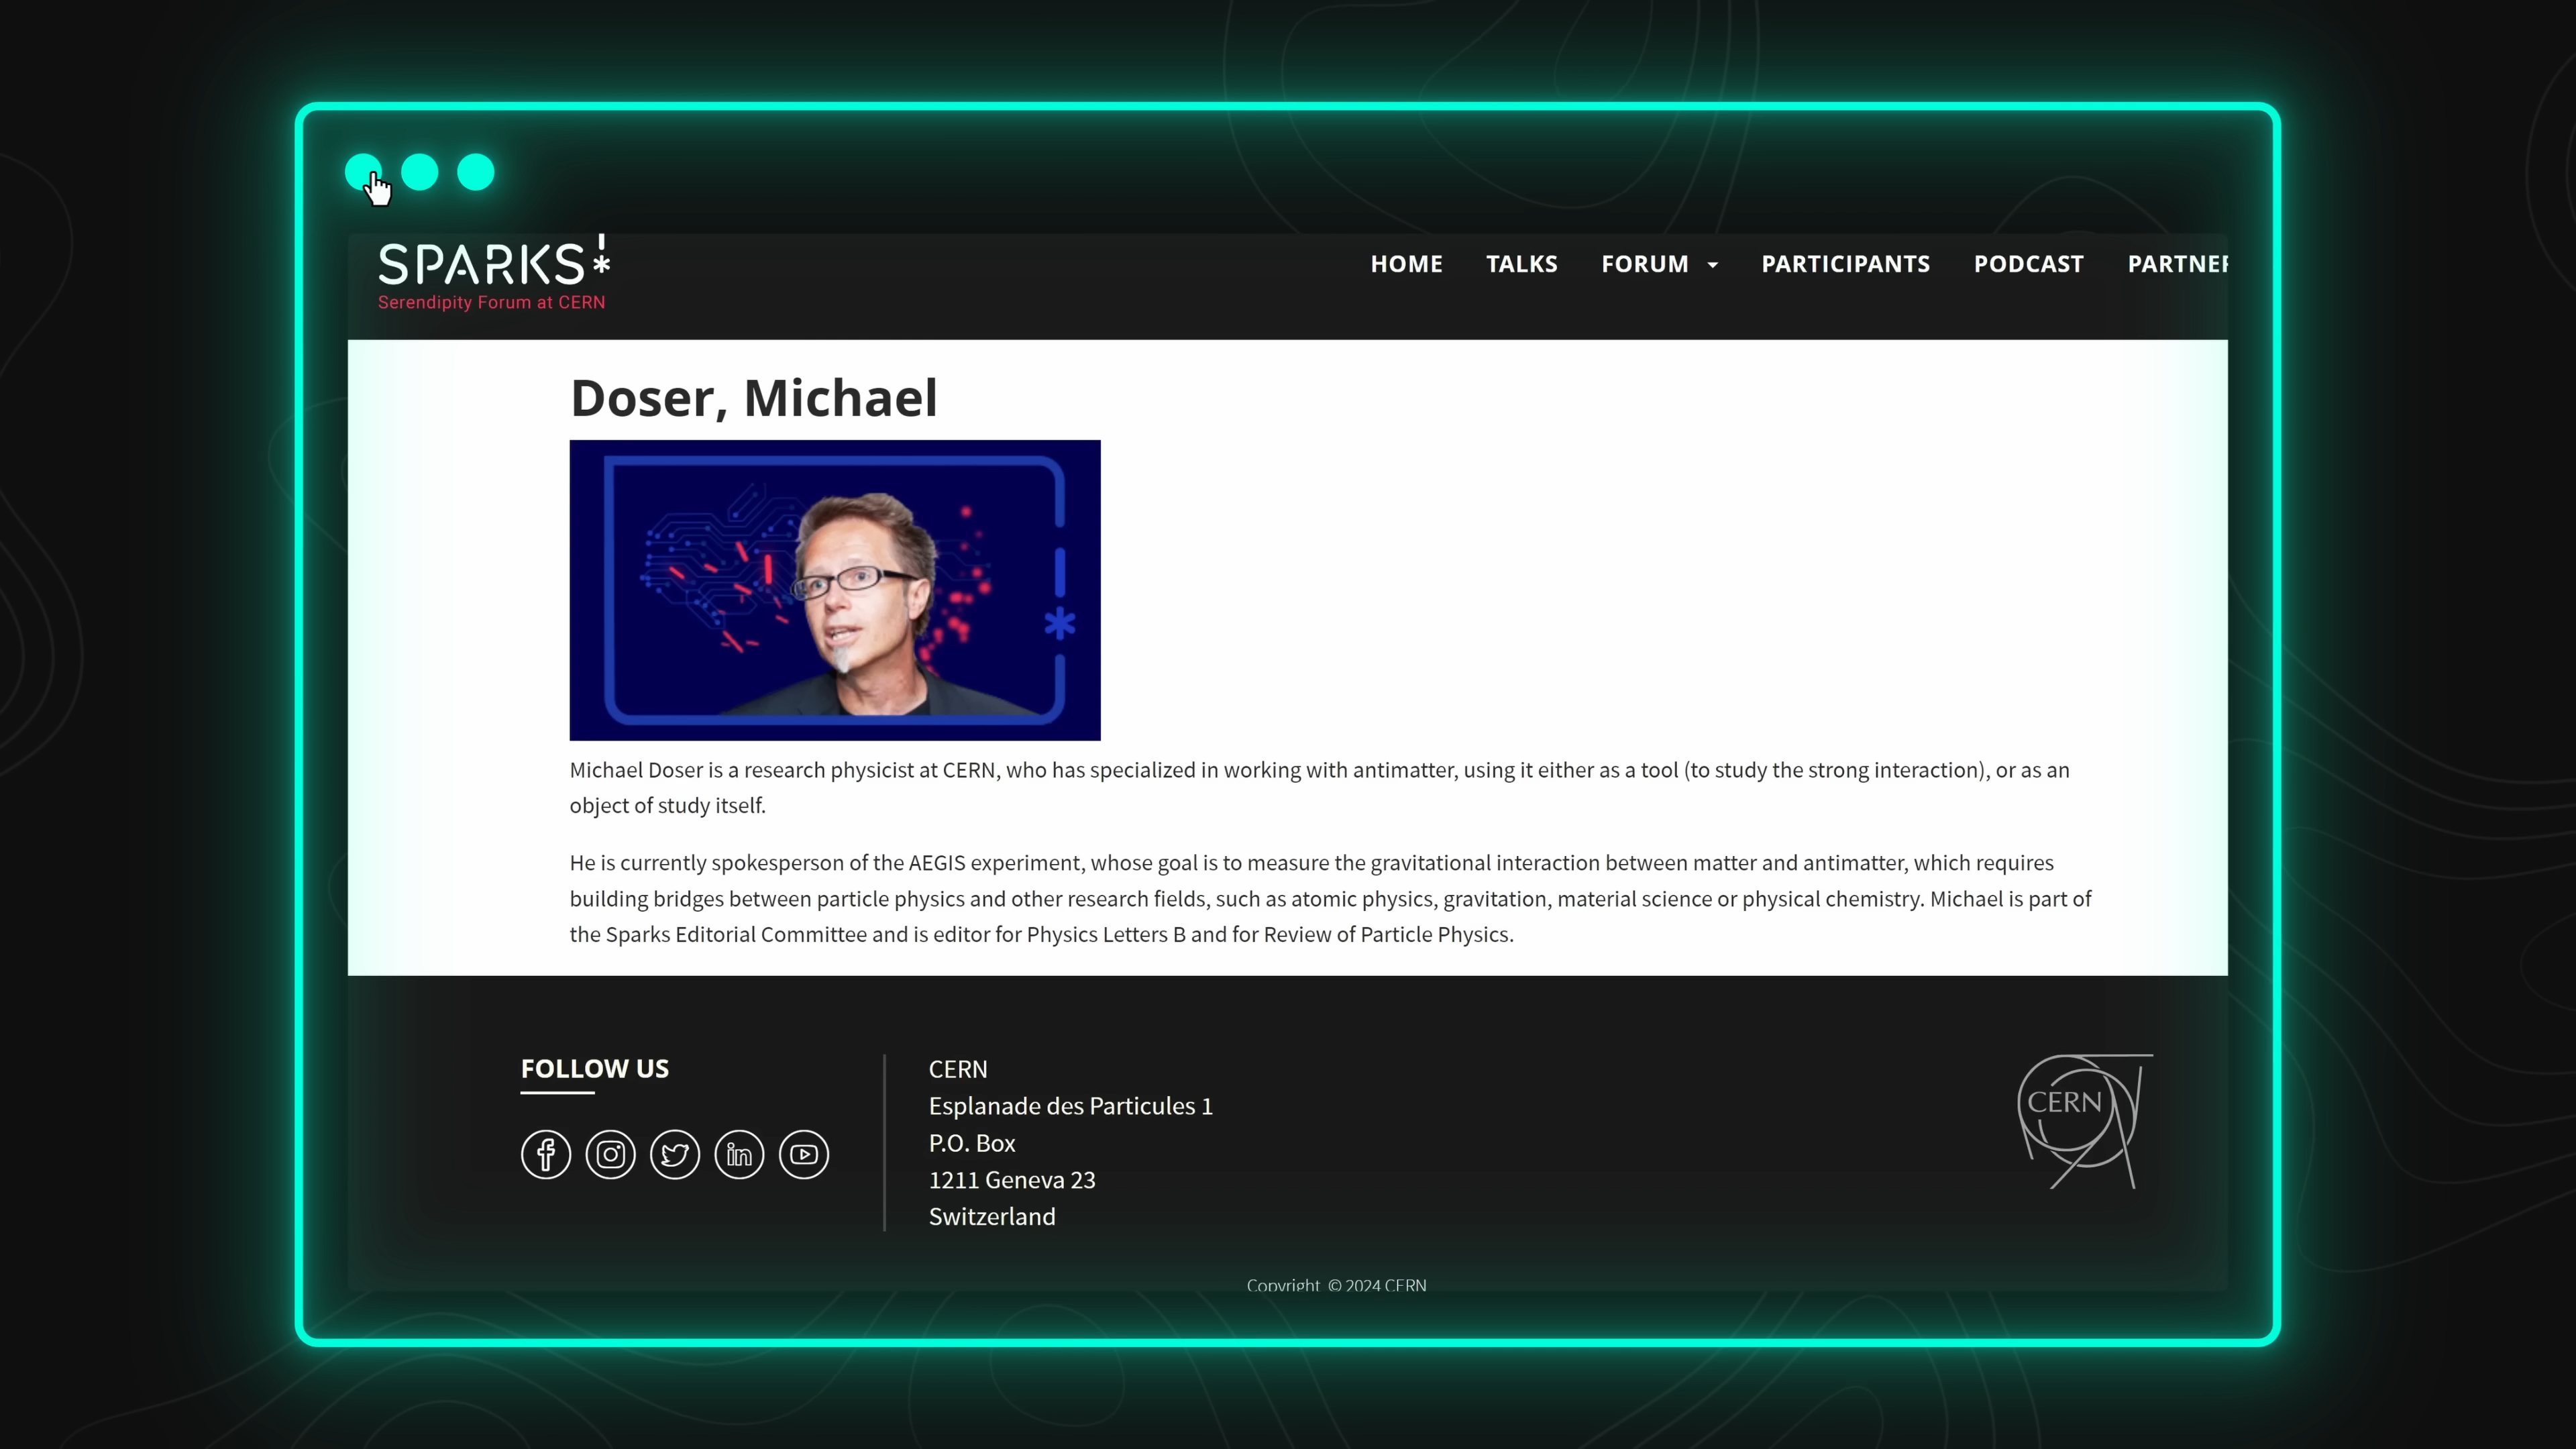 SPARKS!*
Serendipity Forum at CERN
HOME TALKS FORUM PARTICIPANTS PODCAST PARTNER
Doser, Michael
Michael Doser is a research physicist at CERN, who has specialized in working with antimatter, using it either as a tool (to study the strong interaction), or as an
object of study itself.
He is currently spokesperson of the AEGIS experiment, whose goal is to measure the gravitational interaction between matter and antimatter, which requires
building bridges between particle physics and other research fields, such as atomic physics, gravitation, material science or physical chemistry. Michael is part of
the Sparks Editorial Committee and is editor for Physics Letters B and for Review of Particle Physics.
FOLLOW US
CERN
Esplanade des Particules 1
P.O. Box
1211 Geneva 23
Switzerland
CERN
Copyright © 2024 CERN